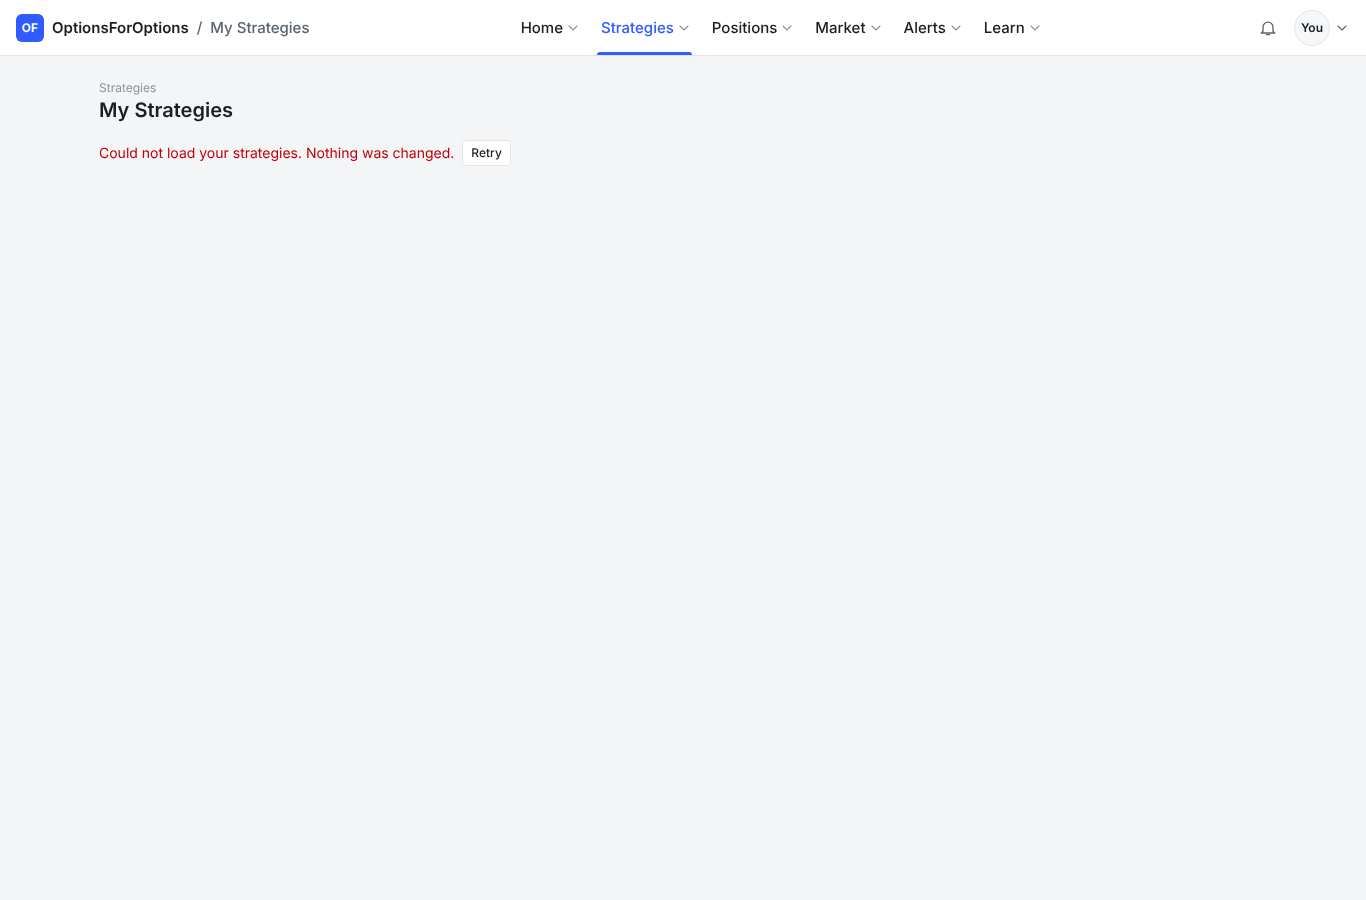 OF OptionsForOptions / My Strategies Home Strategies Positions Market Alerts Learn You
Strategies
My Strategies
Could not load your strategies. Nothing was changed. Retry